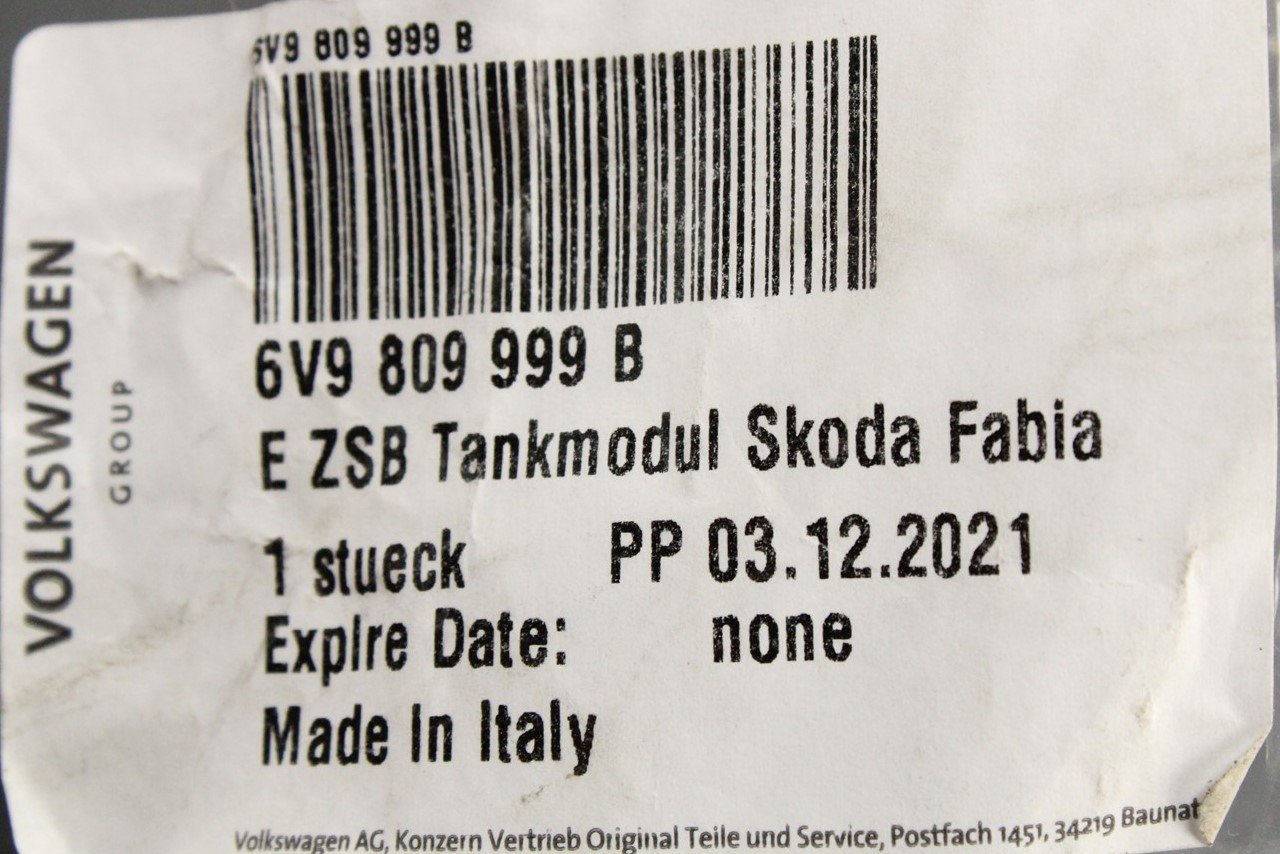 6V9 809 999 B
6V9 809 999 B
E ZSB Tankmodul Skoda Fabia
1 stueck PP 03.12.2021
Expire Date: none
Made In Italy
Volkswagen AG, Konzern Vertrieb Original Teile und Service, Postfach 1451, 34219 Baunat
VOLKSWAGEN
GROUP